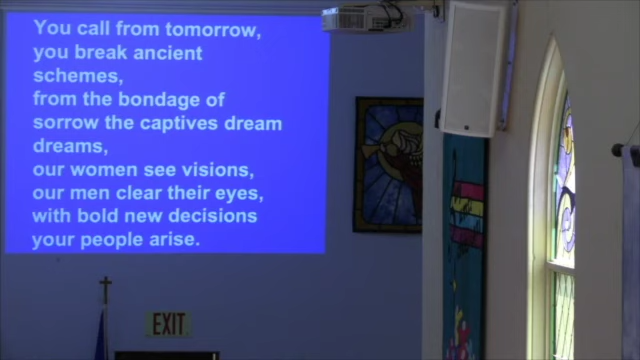 You call from tomorrow,
you break ancient
schemes,
from the bondage of
sorrow the captives dream
dreams,
our women see visions,
our men clear their eyes,
with bold new decisions
your people arise.
EXIT